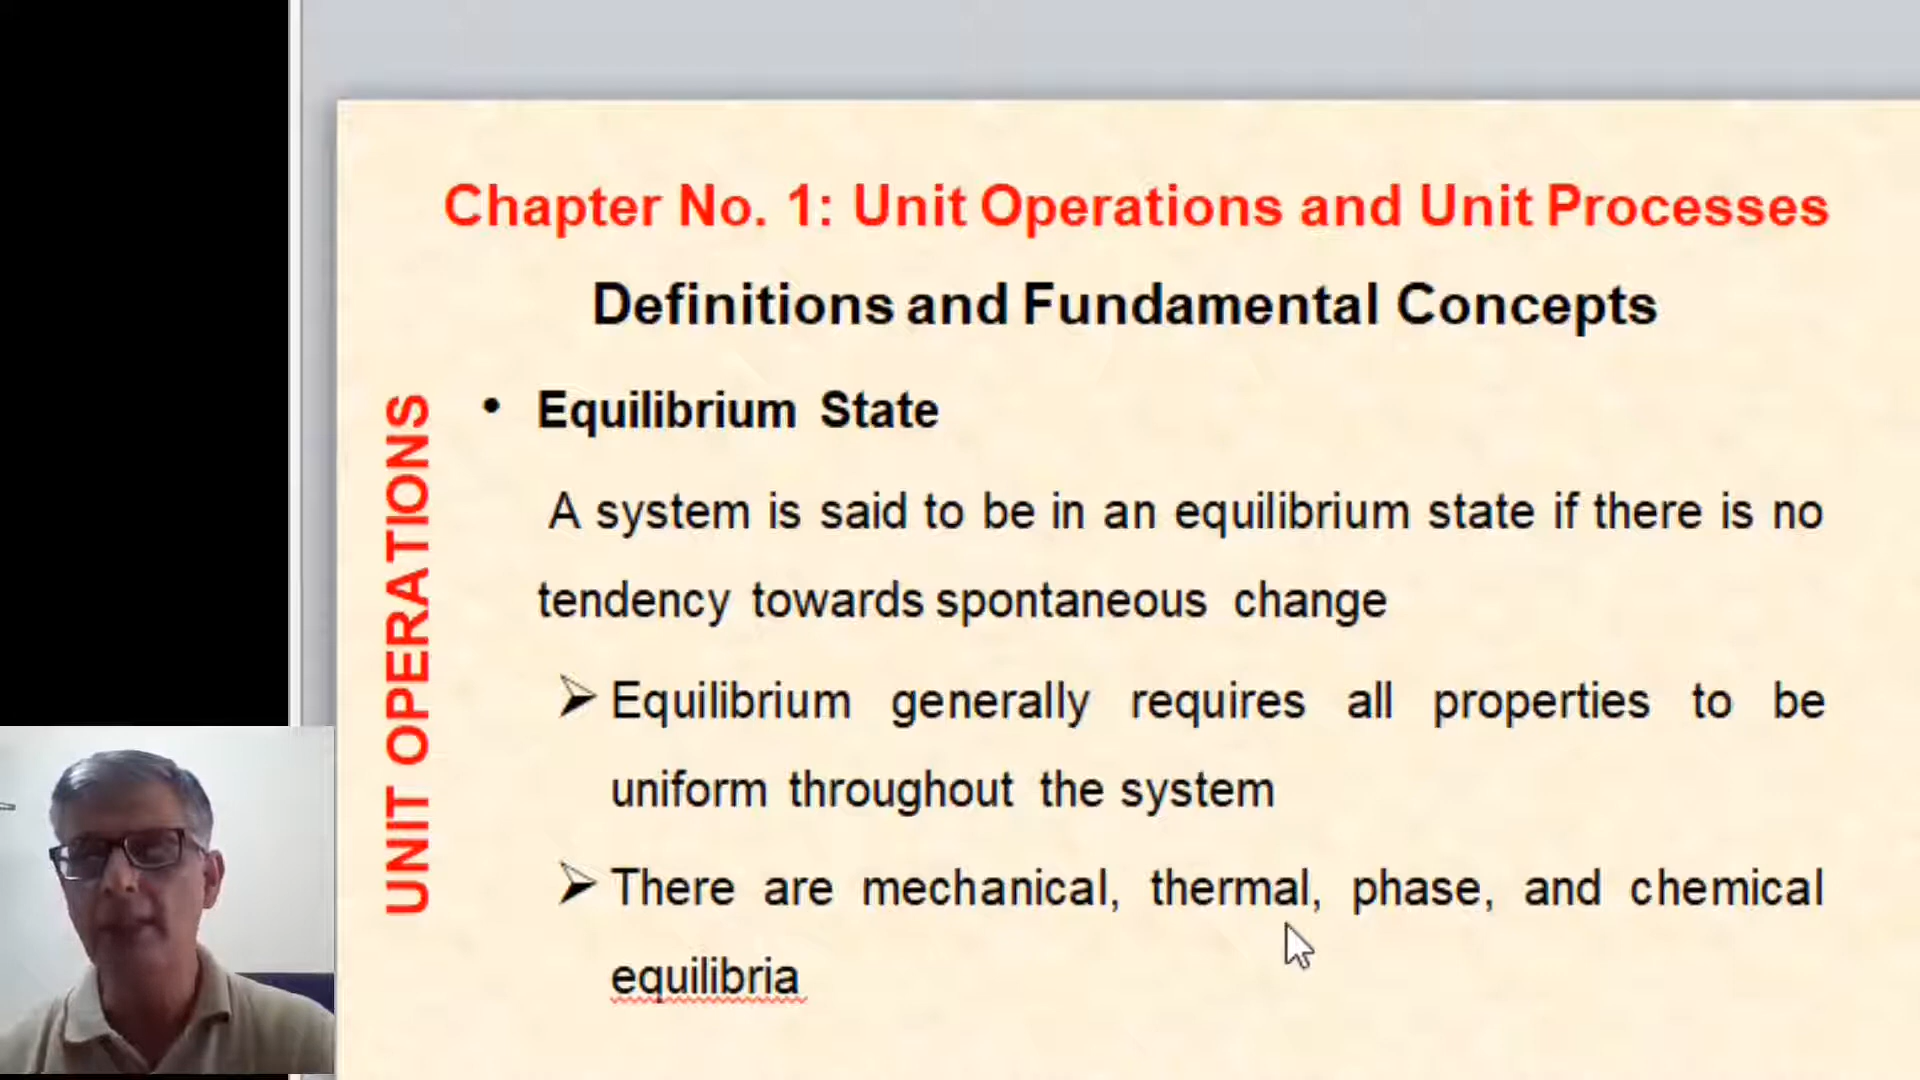 Chapter No. 1: Unit Operations and Unit Processes
Definitions and Fundamental Concepts
UNIT OPERATIONS
• Equilibrium State
A system is said to be in an equilibrium state if there is no
tendency towards spontaneous change
➢ Equilibrium generally requires all properties to be
uniform throughout the system
➢ There are mechanical, thermal, phase, and chemical
equilibria